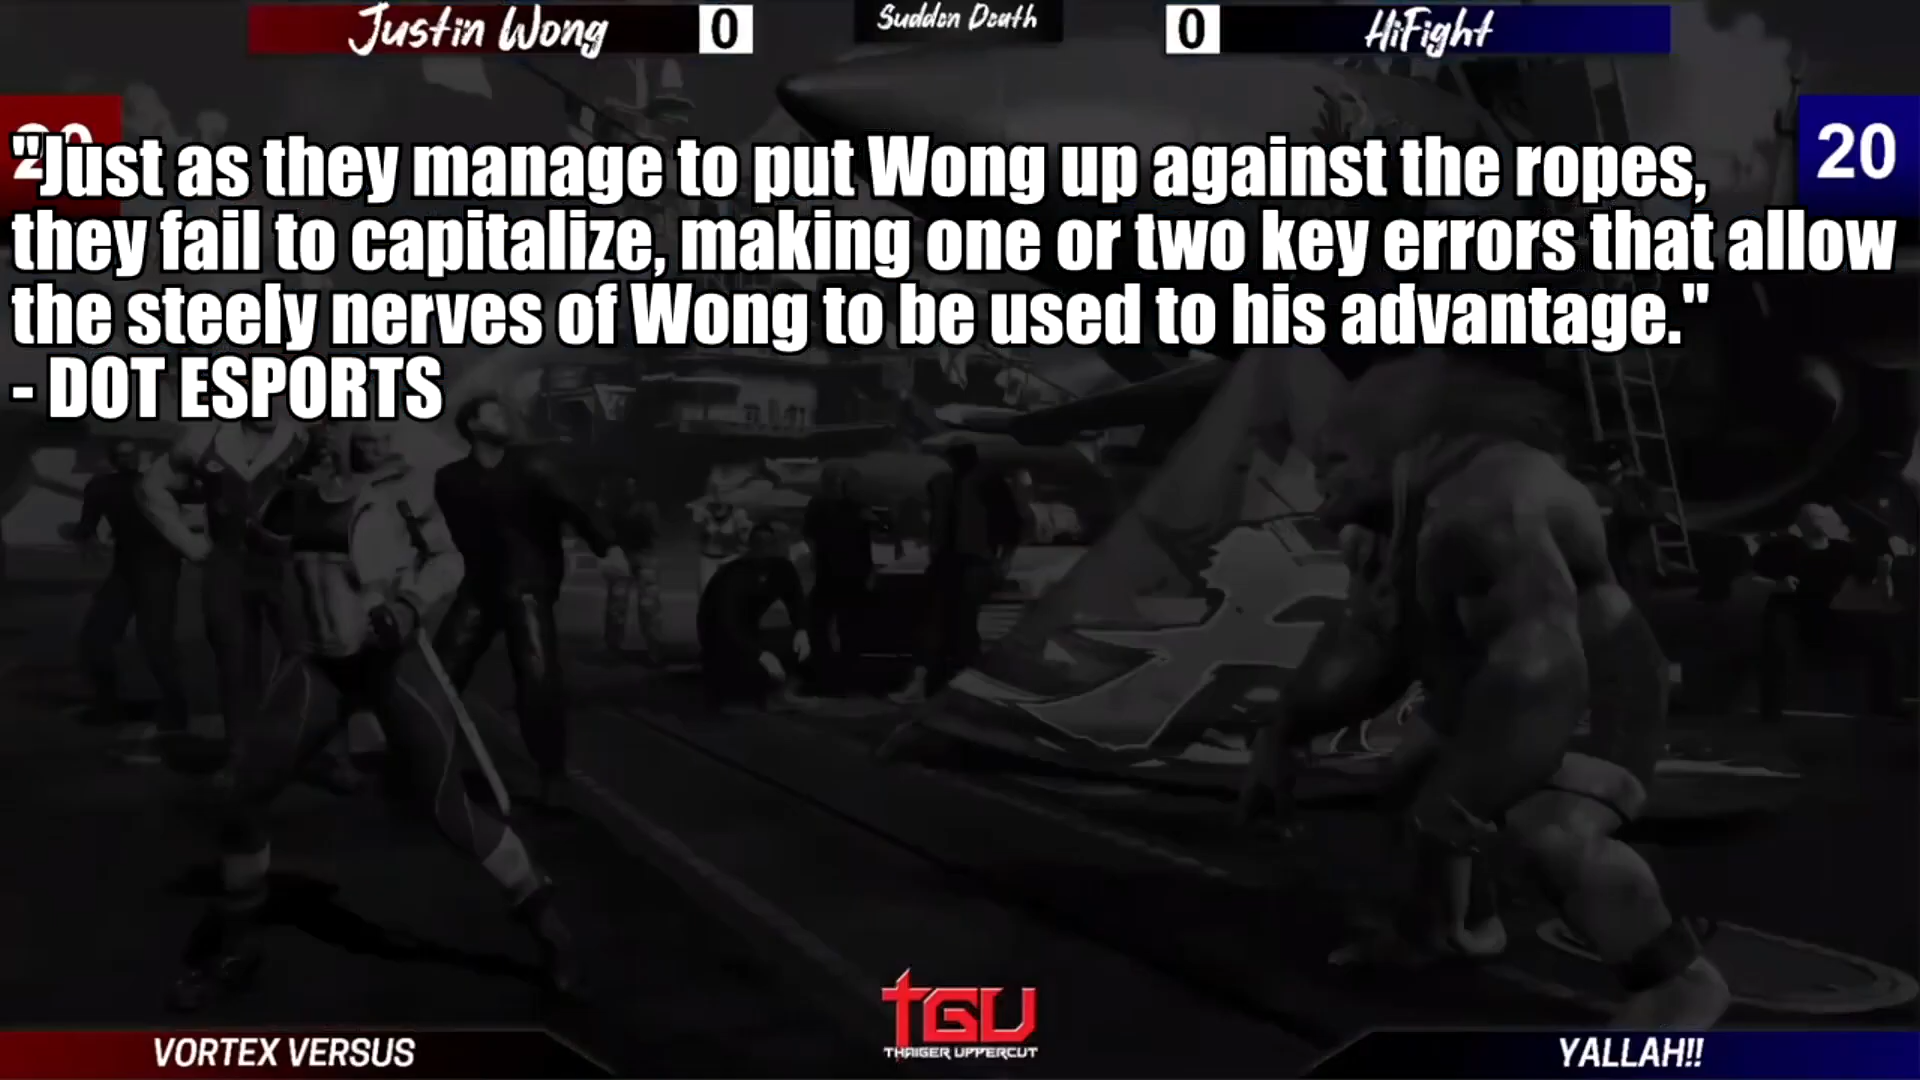 Justin Wong 0 Sudden Death 0 HiFight
20
"Just as they manage to put Wong up against the ropes,
they fail to capitalize, making one or two key errors that allow
the steely nerves of Wong to be used to his advantage."
- DOT ESPORTS
TGU
THAIGER UPPERCUT
VORTEX VERSUS YALLAH!!